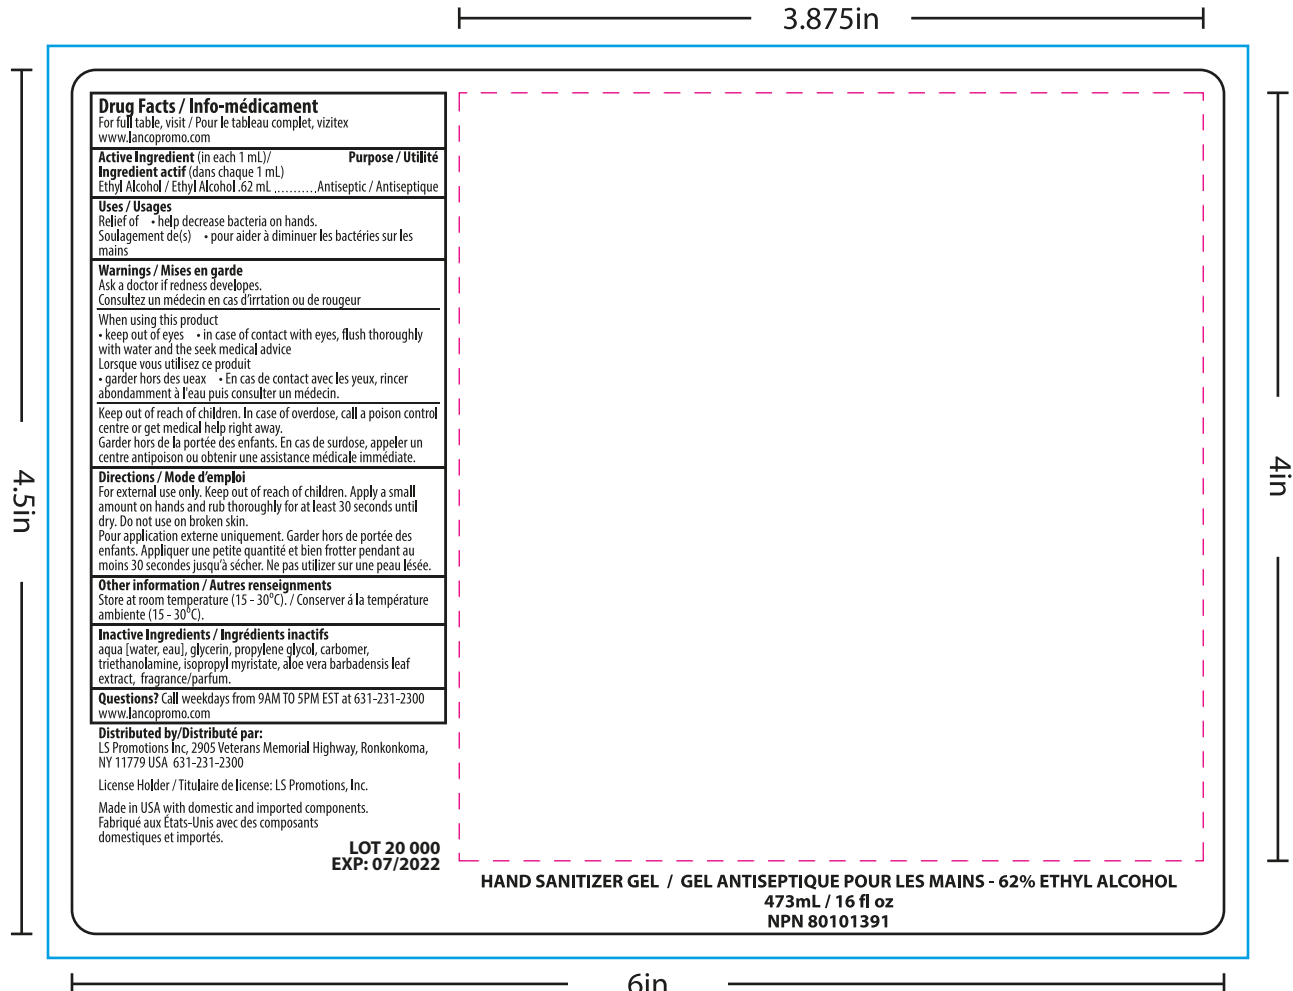 3.875in
Drug Facts / Info-médicament
For full table, visit / Pour le tableau complet, vizitex
www.lancopromo.com
Active Ingredient (in each 1 mL)/ Purpose / Utilité
Ingredient actif (dans chaque 1 mL)
Ethyl Alcohol / Ethyl Alcohol .62 mL ..........Antiseptic / Antiseptique
Uses / Usages
Relief of • help decrease bacteria on hands.
Soulagement de(s) • pour aider à diminuer les bactéries sur les
mains
Warnings / Mises en garde
Ask a doctor if redness developes.
Consultez un médecin en cas d'irrtation ou de rougeur
When using this product
• keep out of eyes • in case of contact with eyes, flush thoroughly
with water and the seek medical advice
Lorsque vous utilisez ce produit
• garder hors des ueax • En cas de contact avec les yeux, rincer
abondamment à l'eau puis consulter un médecin.
Keep out of reach of children. In case of overdose, call a poison control
centre or get medical help right away.
Garder hors de la portée des enfants. En cas de surdose, appeler un
centre antipoison ou obtenir une assistance médicale immédiate.
Directions / Mode d'emploi
For external use only. Keep out of reach of children. Apply a small
amount on hands and rub thoroughly for at least 30 seconds until
dry. Do not use on broken skin.
Pour application externe uniquement. Garder hors de portée des
enfants. Appliquer une petite quantité et bien frotter pendant au
moins 30 secondes jusqu'à sécher. Ne pas utilizer sur une peau lésée.
Other information / Autres renseignments
Store at room temperature (15 - 30°C). / Conserver á la température
ambiente (15 - 30°C).
Inactive Ingredients / Ingrédients inactifs
aqua [water, eau], glycerin, propylene glycol, carbomer,
triethanolamine, isopropyl myristate, aloe vera barbadensis leaf
extract, fragrance/parfum.
Questions? Call weekdays from 9AM TO 5PM EST at 631-231-2300
www.lancopromo.com
Distributed by/Distribué par:
LS Promotions Inc, 2905 Veterans Memorial Highway, Ronkonkoma,
NY 11779 USA 631-231-2300
License Holder / Titulaire de license: LS Promotions, Inc.
Made in USA with domestic and imported components.
Fabriqué aux États-Unis avec des composants
domestiques et importés.
LOT 20 000
EXP: 07/2022
HAND SANITIZER GEL / GEL ANTISEPTIQUE POUR LES MAINS - 62% ETHYL ALCOHOL
473mL / 16 fl oz
NPN 80101391
4.5in
4in
6in